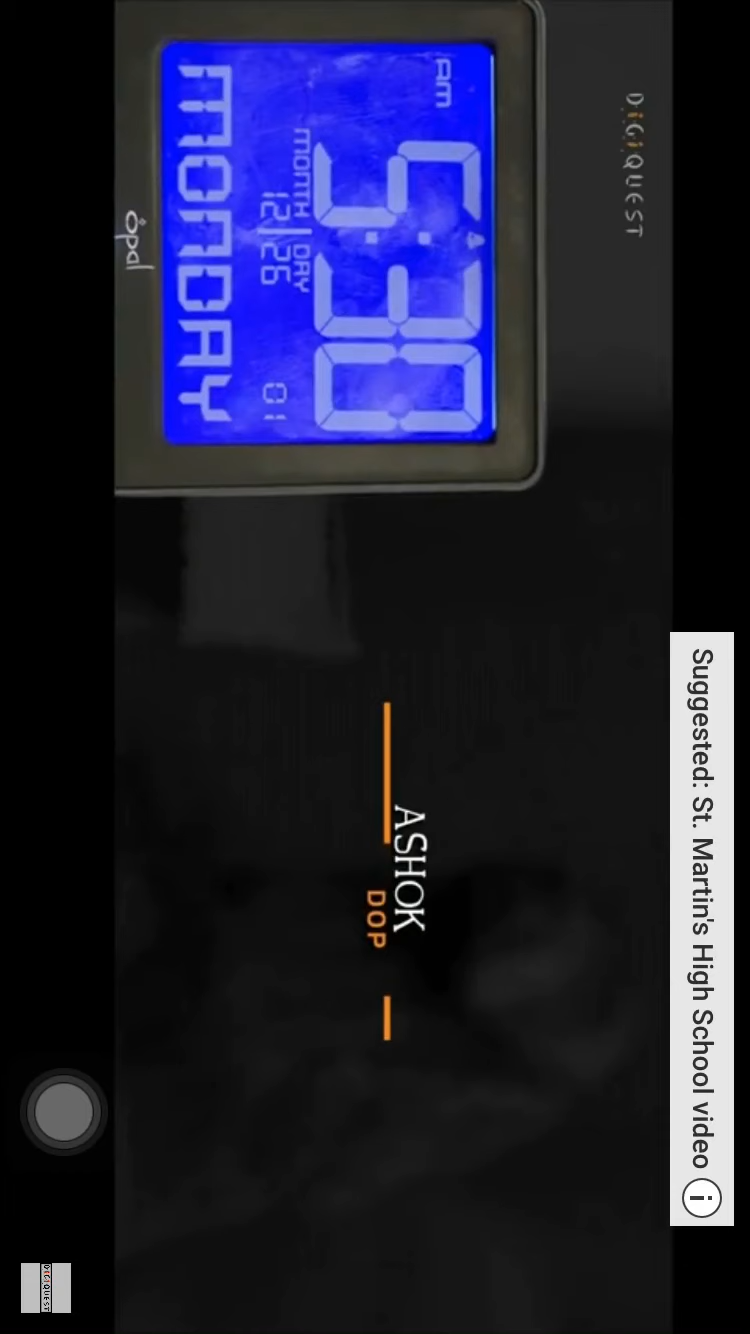 DiGiQUEST
AM
5:30
MONTH DAY
12|26
01
MONDAY
opal
ASHOK
DOP
Suggested: St. Martin's High School video
i
DiGiQUEST